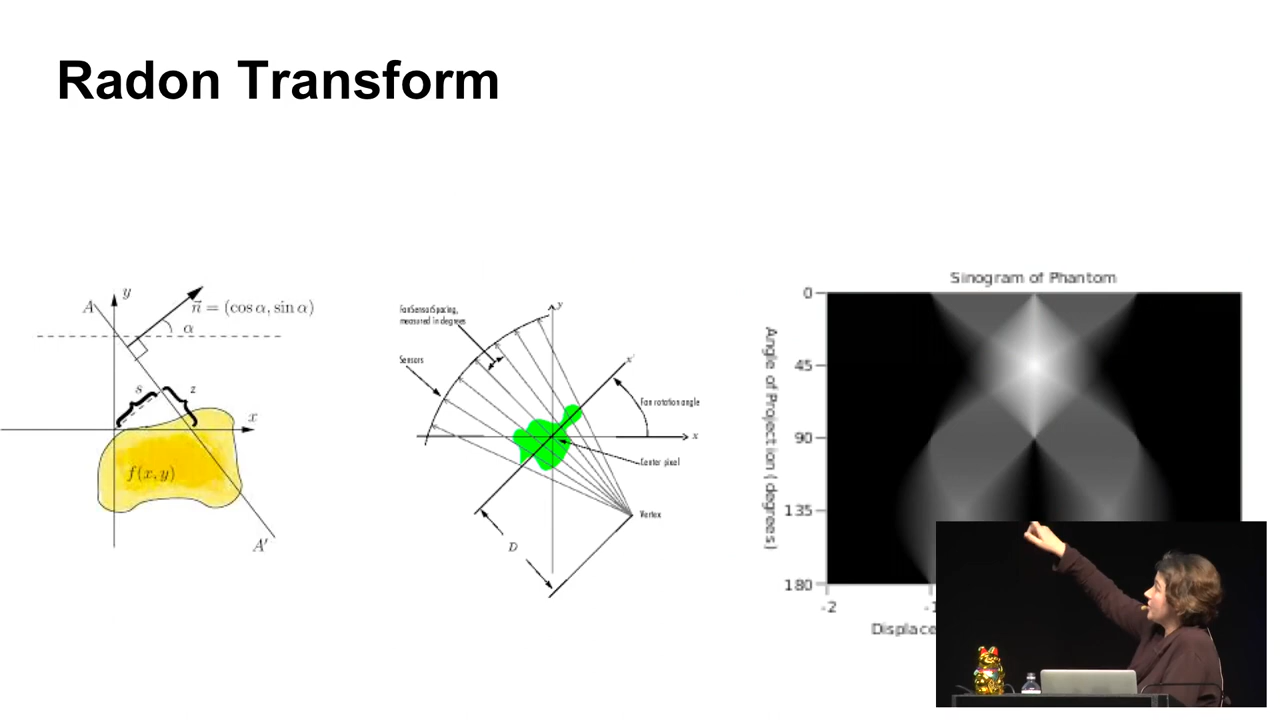 Radon Transform
A
y
n⃗ = (cos α, sin α)
α
s
z
x
f(x, y)
A'
FanSensorSpacing,
measured in degrees
y
Sensors
x'
Fan rotation angle
x
Center pixel
Vertex
D
Sinogram of Phantom
0
45
90
135
180
Angle of Projection (degrees)
-2
-1
Displace